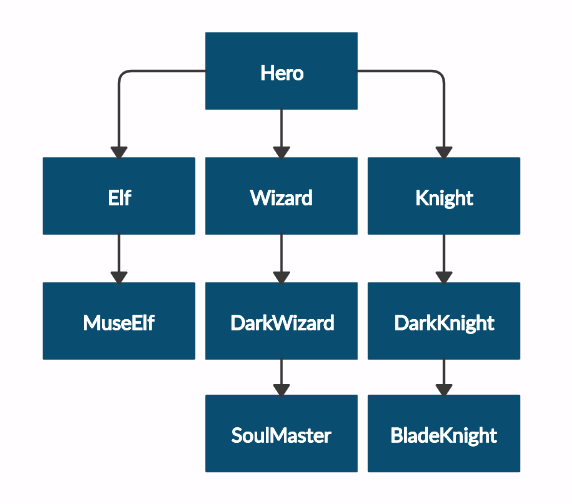 Hero
Elf
Wizard
Knight
MuseElf
DarkWizard
DarkKnight
SoulMaster
BladeKnight